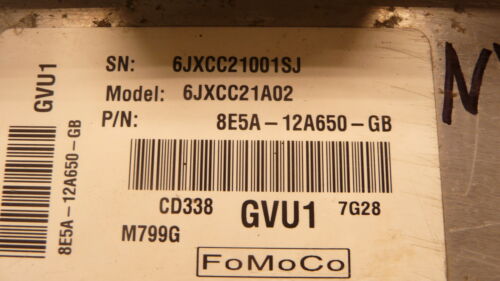 SN: 6JXCC21001SJ
Model: 6JXCC21A02
P/N: 8E5A-12A650-GB
CD338 GVU1 7G28
M799G
FoMoCo
GVU1
8E5A-12A650-GB